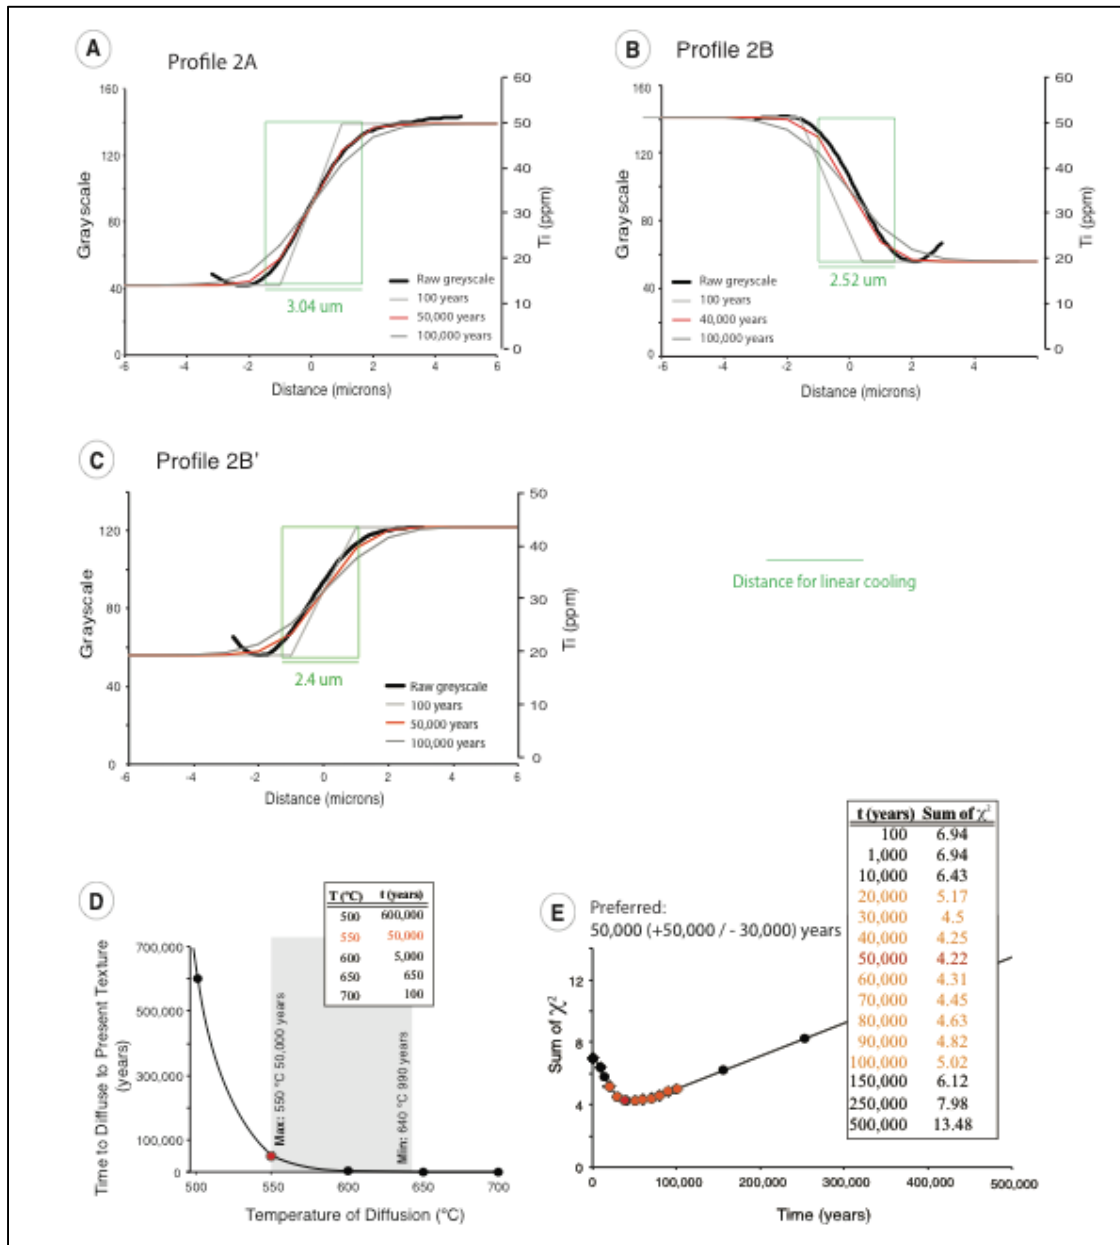 A
Profile 2A
160
120
80
40
0
Grayscale
60
50
40
30
20
10
0
Ti (ppm)
3.04 um
Raw greyscale
100 years
50,000 years
100,000 years
-6 -4 -2 0 2 4 6
Distance (microns)
B
Profile 2B
160
120
80
40
0
Grayscale
60
50
40
30
20
10
0
Ti (ppm)
2.52 um
Raw greyscale
100 years
40,000 years
100,000 years
-6 -4 0 4
Distance (microns)
C
Profile 2B'
120
80
40
0
Grayscale
50
40
30
20
10
0
Ti (ppm)
2.4 um
Raw greyscale
100 years
50,000 years
100,000 years
-6 -4 -2 0 2 4 6
Distance (microns)
Distance for linear cooling
D
T (°C) t (years)
500 600,000
550 50,000
600 5,000
650 650
700 100
700,000
500,000
300,000
100,000
0
Time to Diffuse to Present Texture
(years)
Max: 550 °C 50,000 years
Min: 640 °C 990 years
500 550 600 650 700
Temperature of Diffusion (°C)
E
Preferred:
50,000 (+50,000 / - 30,000) years
t (years) Sum of χ²
100 6.94
1,000 6.94
10,000 6.43
20,000 5.17
30,000 4.5
40,000 4.25
50,000 4.22
60,000 4.31
70,000 4.45
80,000 4.63
90,000 4.82
100,000 5.02
150,000 6.12
250,000 7.98
500,000 13.48
12
8
4
0
Sum of χ²
0 100,000 200,000 300,000 400,000 500,000
Time (years)